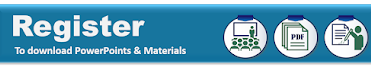 Register
To download PowerPoints & Materials
PDF